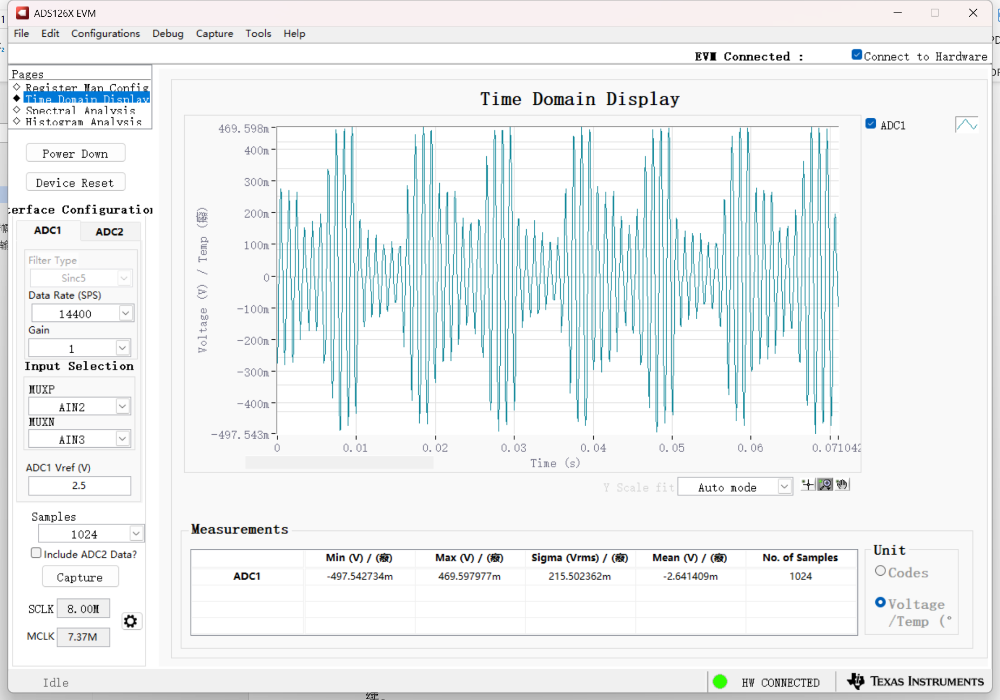 ADS126X EVM
File Edit Configurations Debug Capture Tools Help
EVM Connected :
Connect to Hardware
Pages
Register Map Config
Time Domain Display
Spectral Analysis
Histogram Analysis
Power Down
Device Reset
terface Configuration
ADC1
ADC2
Filter Type
Sinc5
Data Rate (SPS)
14400
Gain
1
Input Selection
MUXP
AIN2
MUXN
AIN3
ADC1 Vref (V)
2.5
Samples
1024
Include ADC2 Data?
Capture
SCLK 8.00M
MCLK 7.37M
Time Domain Display
ADC1
469.598m
400m
300m
200m
100m
0
-100m
-200m
-300m
-400m
-497.543m
Voltage (V) / Temp (癈)
0 0.01 0.02 0.03 0.04 0.05 0.06 0.071042
Time (s)
Y Scale fit
Auto mode
Measurements
Min (V) / (癈) Max (V) / (癈) Sigma (Vrms) / (癈) Mean (V) / (癈) No. of Samples
ADC1 -497.542734m 469.597977m 215.502362m -2.641409m 1024
Unit
Codes
Voltage
/Temp (°
Idle
HW CONNECTED
TEXAS INSTRUMENTS